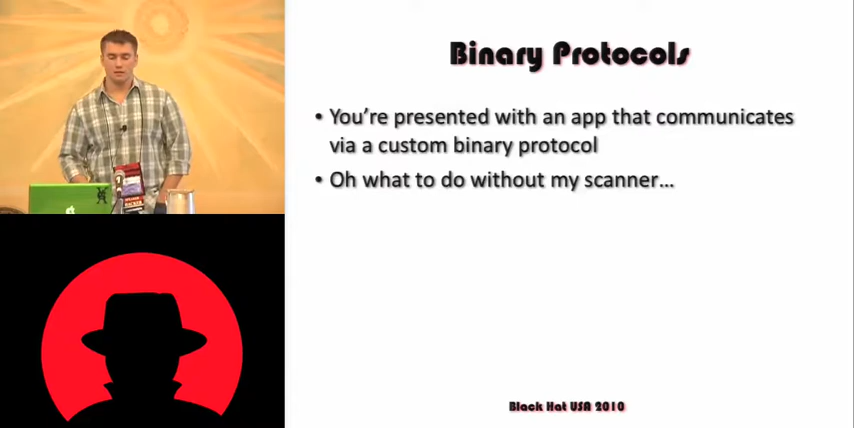 Binary Protocols
• You're presented with an app that communicates
via a custom binary protocol
• Oh what to do without my scanner...
Black Hat USA 2010